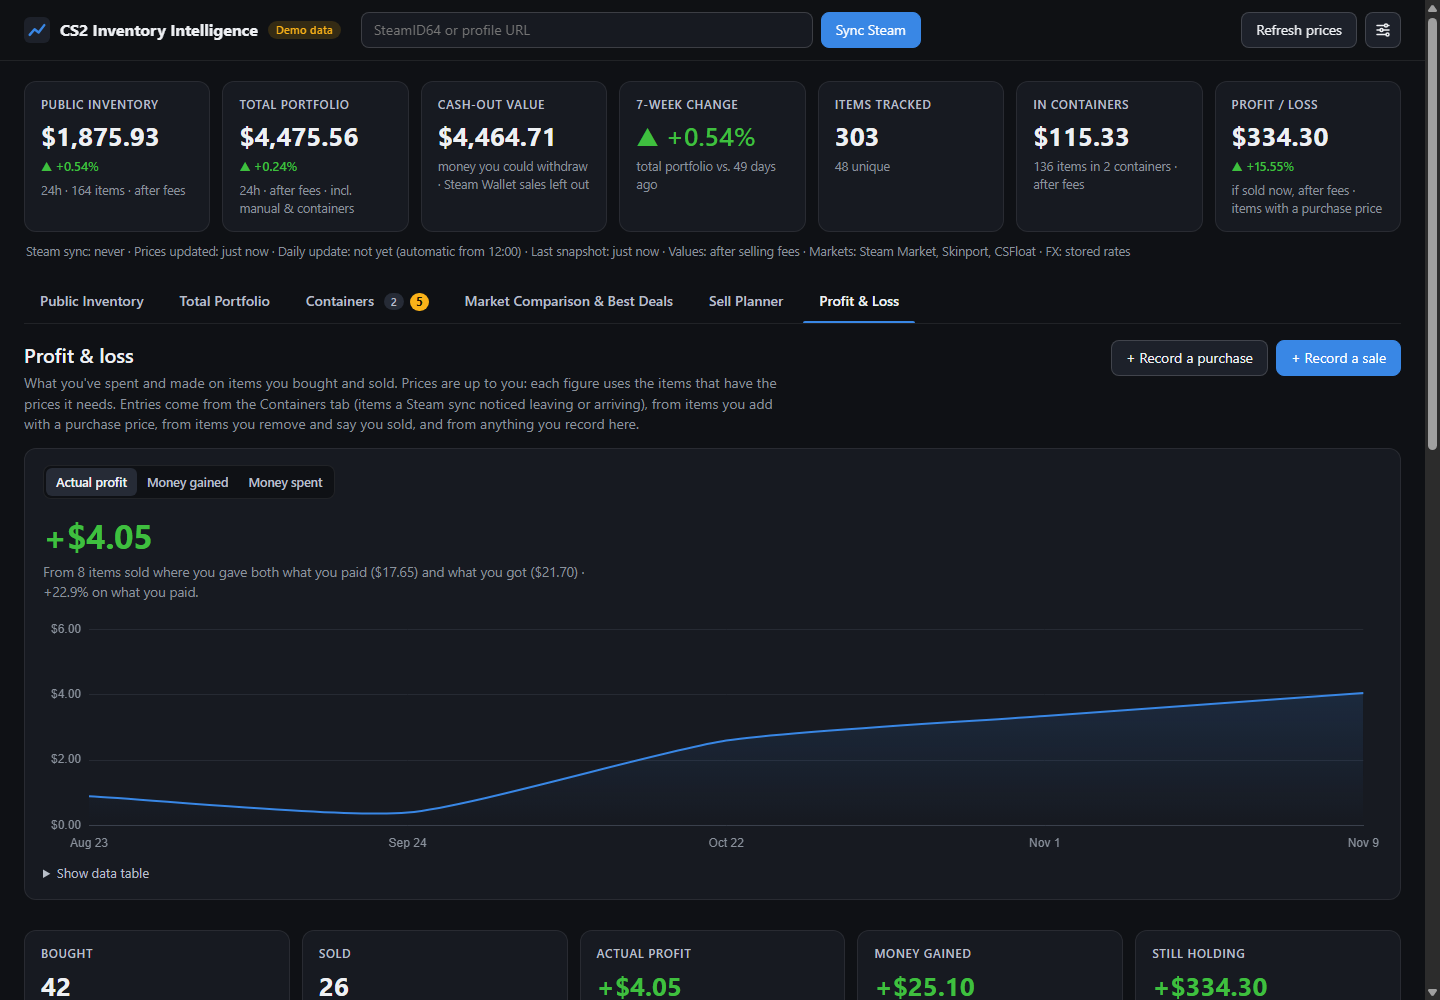 CS2 Inventory Intelligence
Demo data
SteamID64 or profile URL
Sync Steam
Refresh prices
PUBLIC INVENTORY
$1,875.93
▲ +0.54%
24h · 164 items · after fees
TOTAL PORTFOLIO
$4,475.56
▲ +0.24%
24h · after fees · incl.
manual & containers
CASH-OUT VALUE
$4,464.71
money you could withdraw
· Steam Wallet sales left out
7-WEEK CHANGE
▲ +0.54%
total portfolio vs. 49 days
ago
ITEMS TRACKED
303
48 unique
IN CONTAINERS
$115.33
136 items in 2 containers ·
after fees
PROFIT / LOSS
$334.30
▲ +15.55%
if sold now, after fees ·
items with a purchase price
Steam sync: never · Prices updated: just now · Daily update: not yet (automatic from 12:00) · Last snapshot: just now · Values: after selling fees · Markets: Steam Market, Skinport, CSFloat · FX: stored rates
Public Inventory
Total Portfolio
Containers 2 5
Market Comparison & Best Deals
Sell Planner
Profit & Loss
Profit & loss
+ Record a purchase
+ Record a sale
What you've spent and made on items you bought and sold. Prices are up to you: each figure uses the items that have the
prices it needs. Entries come from the Containers tab (items a Steam sync noticed leaving or arriving), from items you add
with a purchase price, from items you remove and say you sold, and from anything you record here.
Actual profit
Money gained
Money spent
+$4.05
From 8 items sold where you gave both what you paid ($17.65) and what you got ($21.70) ·
+22.9% on what you paid.
$6.00
$4.00
$2.00
$0.00
Aug 23
Sep 24
Oct 22
Nov 1
Nov 9
▶ Show data table
BOUGHT
42
SOLD
26
ACTUAL PROFIT
+$4.05
MONEY GAINED
+$25.10
STILL HOLDING
+$334.30